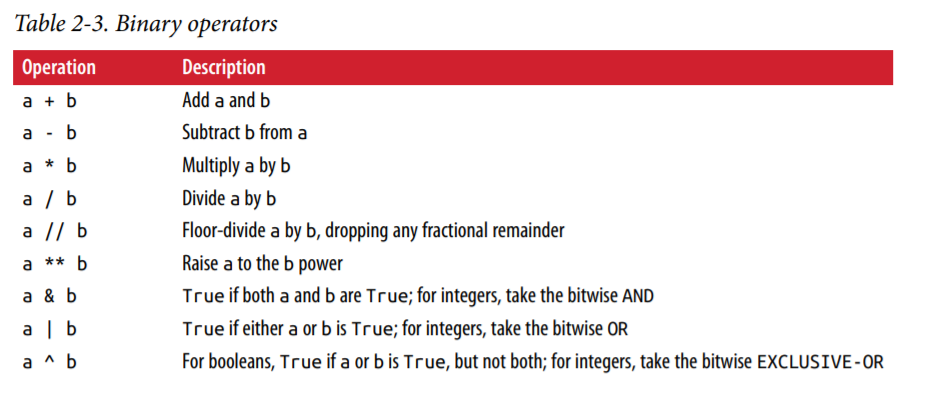 Table 2-3. Binary operators
Operation Description
a + b Add a and b
a - b Subtract b from a
a * b Multiply a by b
a / b Divide a by b
a // b Floor-divide a by b, dropping any fractional remainder
a ** b Raise a to the b power
a & b True if both a and b are True; for integers, take the bitwise AND
a | b True if either a or b is True; for integers, take the bitwise OR
a ^ b For booleans, True if a or b is True, but not both; for integers, take the bitwise EXCLUSIVE-OR